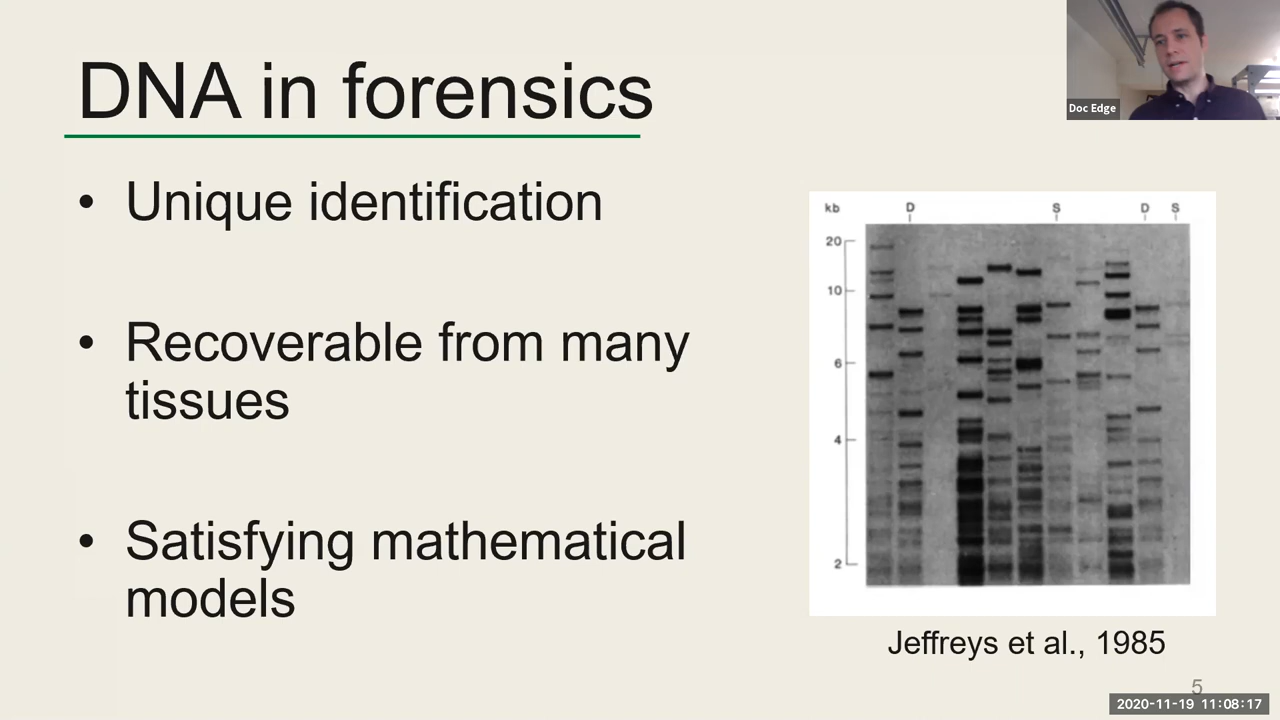 DNA in forensics
Doc Edge
• Unique identification
• Recoverable from many
tissues
• Satisfying mathematical
models
kb D S D S
20
10
6
4
2
Jeffreys et al., 1985
5
2020-11-19 11:08:17